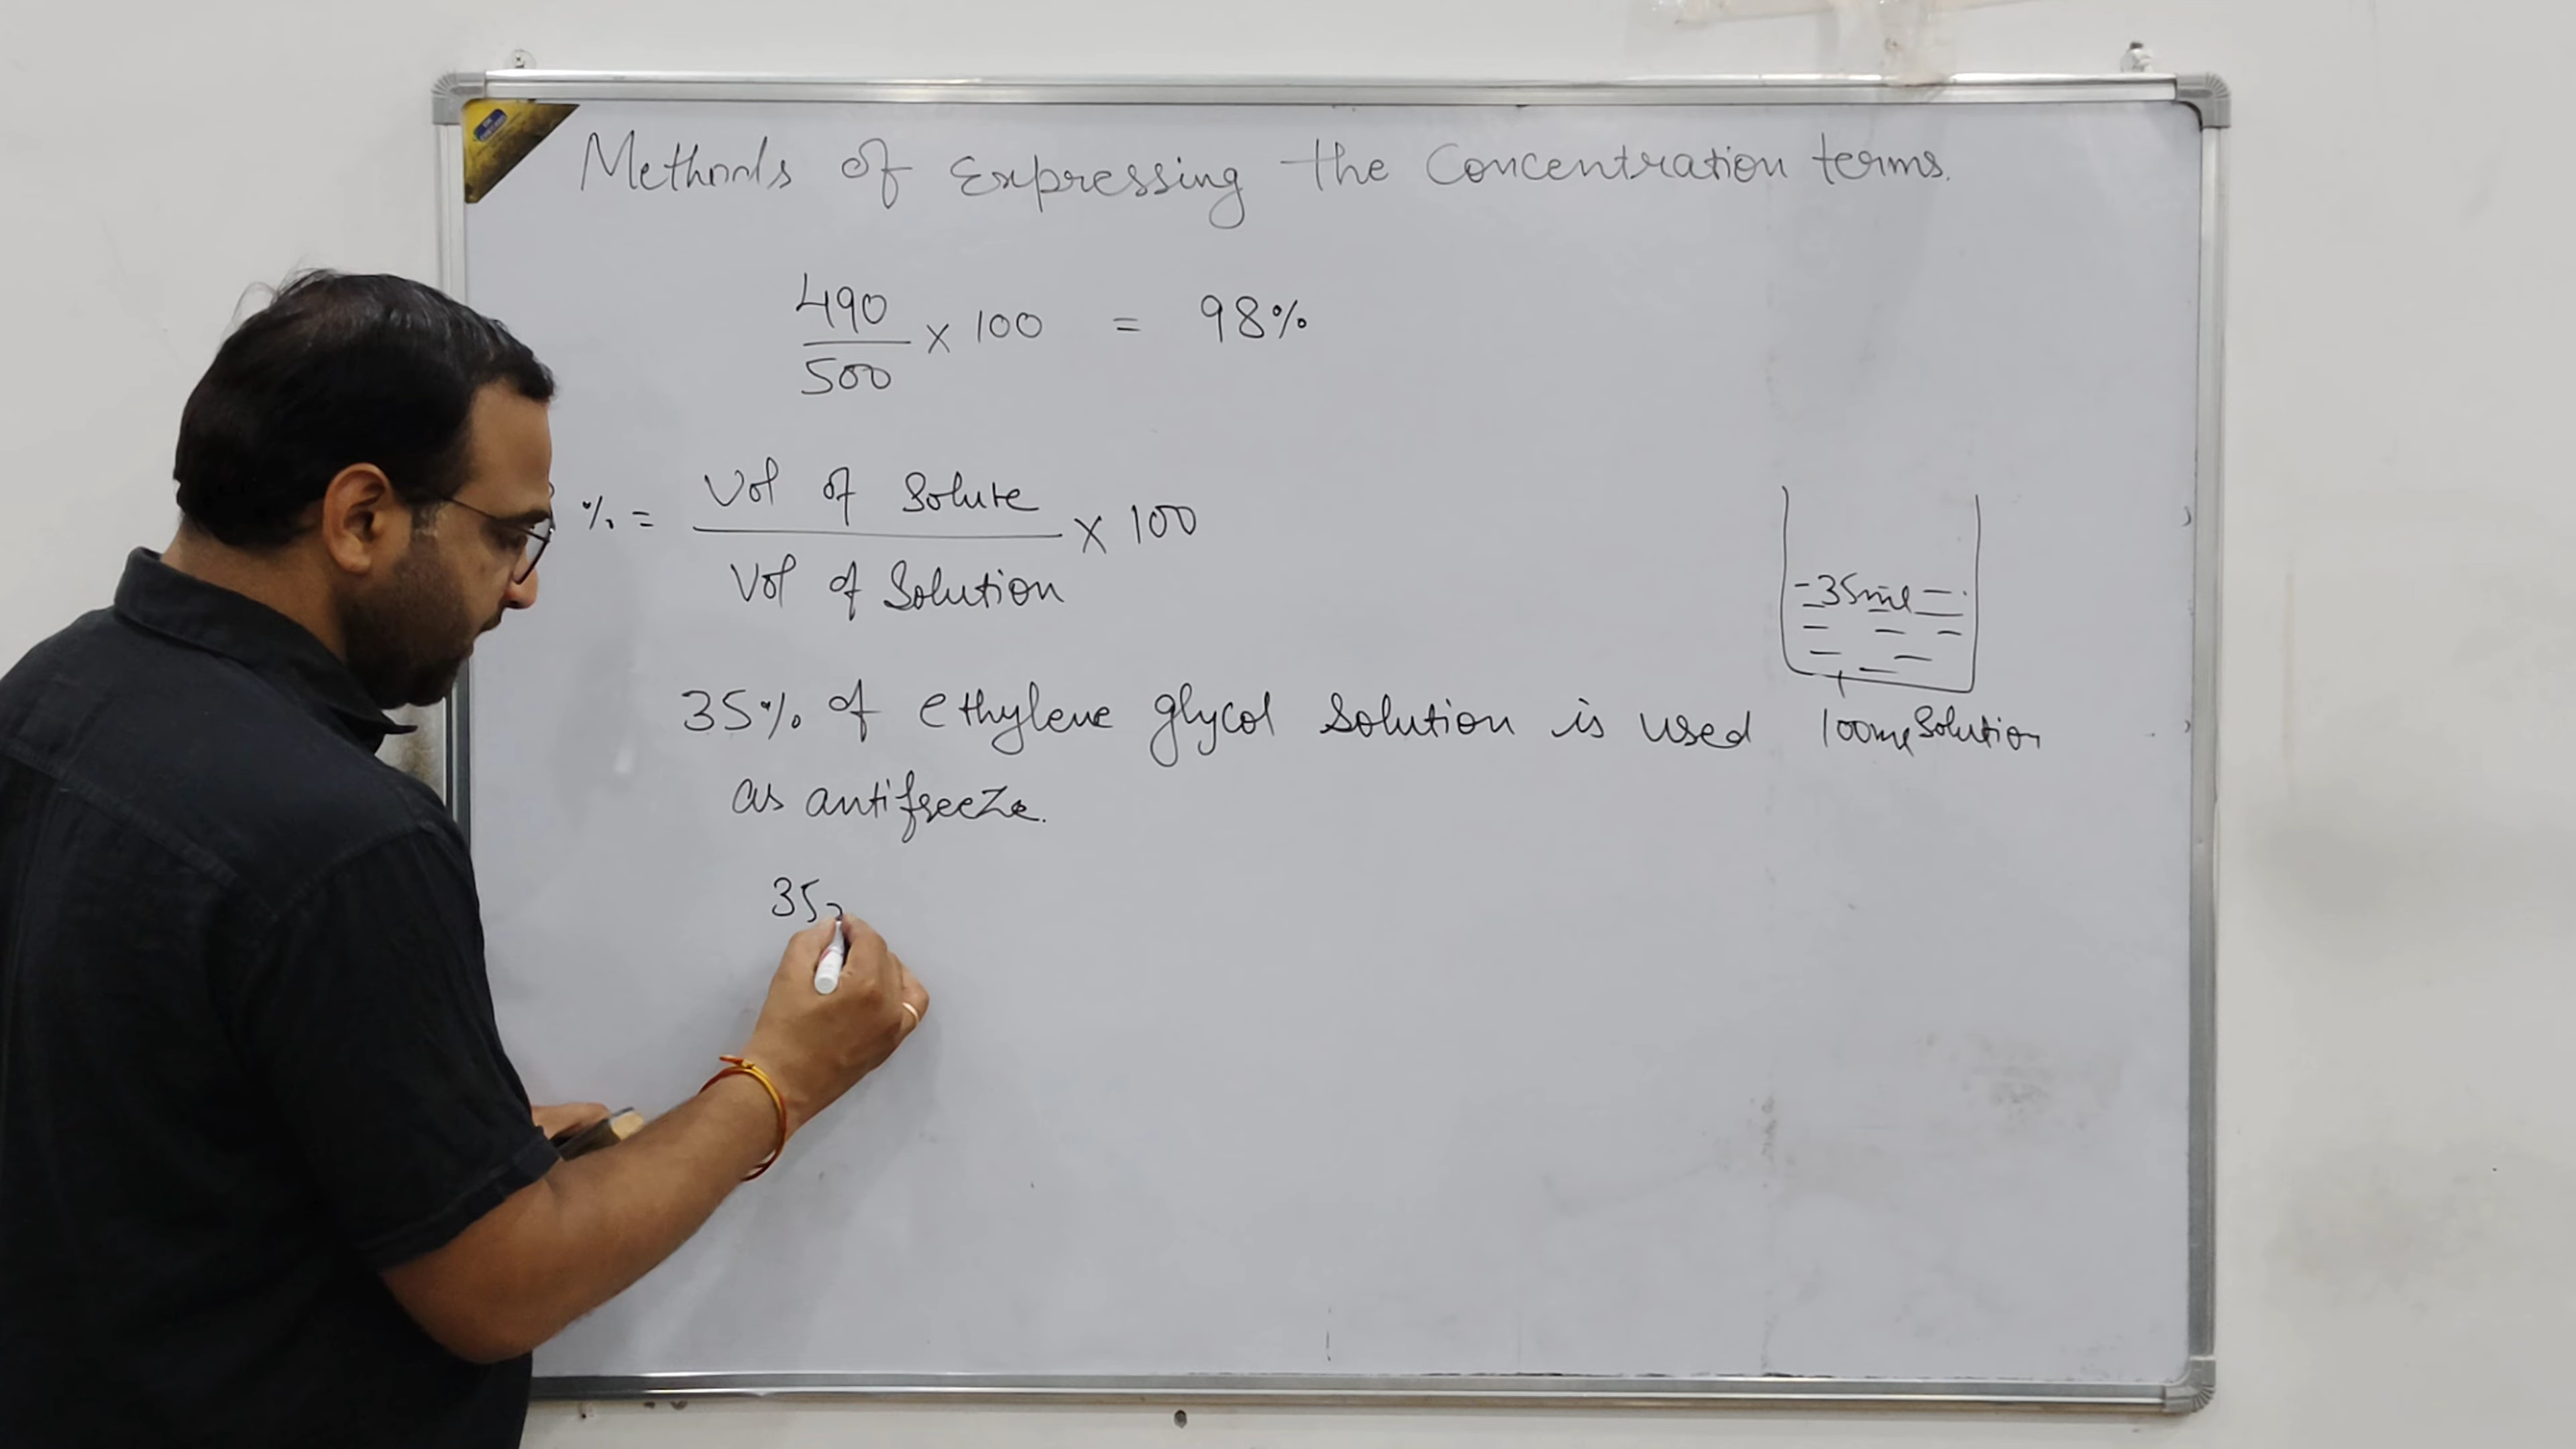 Methods of Expressing the Concentration terms.
490
500
× 100 = 98%
% =
Vol of Solute
Vol of Solution
× 100
35ml
35% of ethylene glycol Solution is used
100ml Solution
as antifreeze.
35